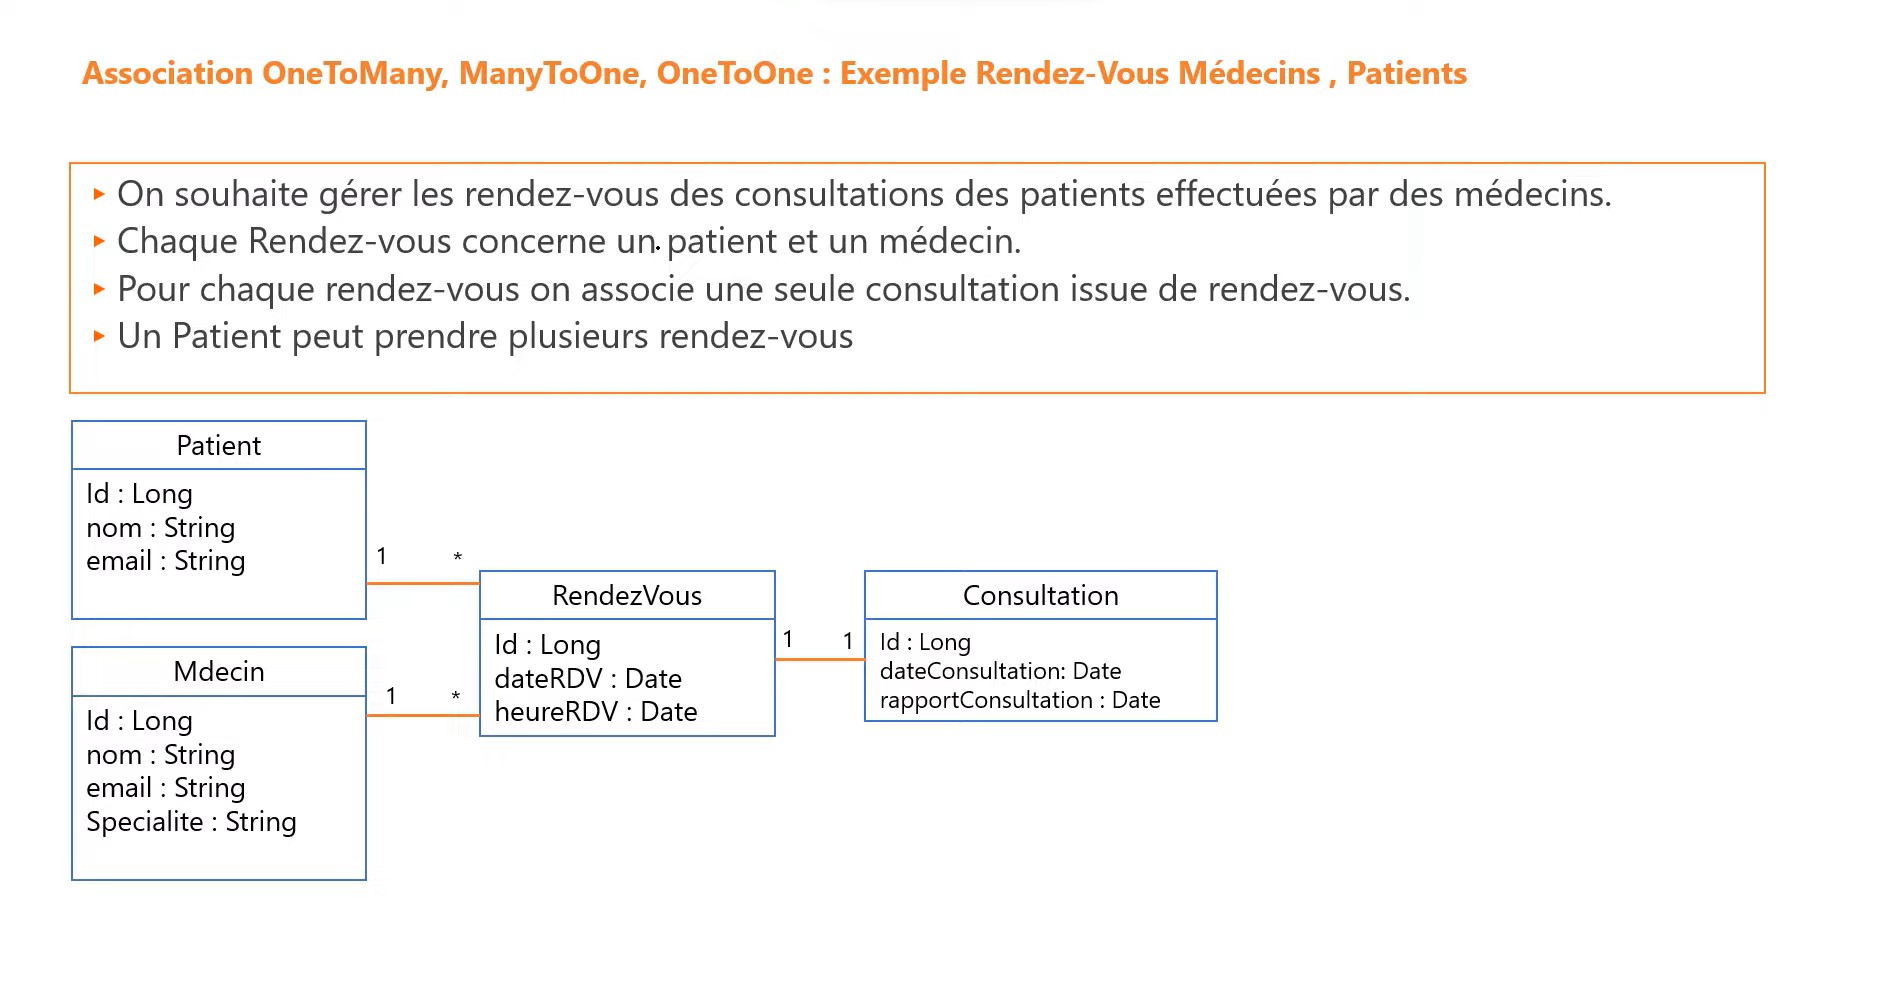 Association OneToMany, ManyToOne, OneToOne : Exemple Rendez-Vous Médecins , Patients
‣ On souhaite gérer les rendez-vous des consultations des patients effectuées par des médecins.
‣ Chaque Rendez-vous concerne un patient et un médecin.
‣ Pour chaque rendez-vous on associe une seule consultation issue de rendez-vous.
‣ Un Patient peut prendre plusieurs rendez-vous
Patient
Id : Long
nom : String
email : String
1 *
Mdecin
Id : Long
nom : String
email : String
Specialite : String
1 *
RendezVous
Id : Long
dateRDV : Date
heureRDV : Date
1 1
Consultation
Id : Long
dateConsultation: Date
rapportConsultation : Date